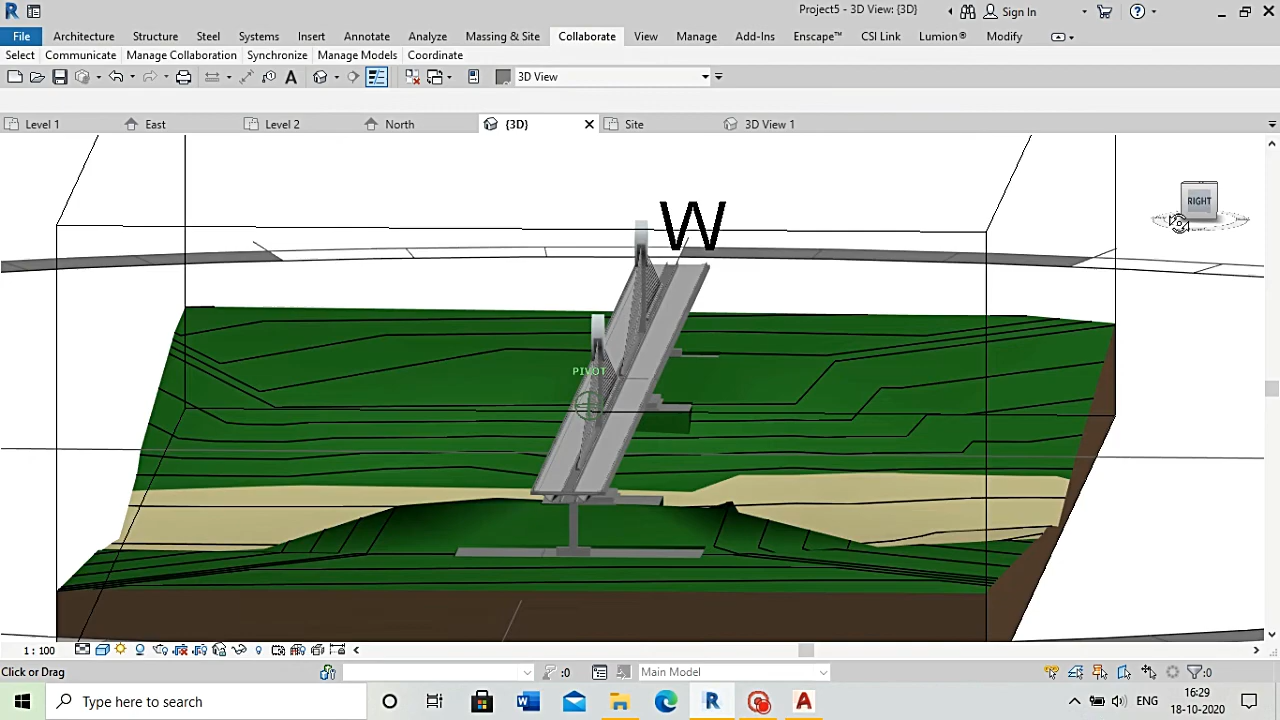 Project5 - 3D View: {3D}
Sign In
File Architecture Structure Steel Systems Insert Annotate Analyze Massing & Site Collaborate View Manage Add-Ins Enscape™ CSI Link Lumion® Modify
Select Communicate Manage Collaboration Synchronize Manage Models Coordinate
3D View
Level 1 East Level 2 North {3D} Site 3D View 1
RIGHT
W
PIVOT
1 : 100
Click or Drag :0 Main Model :0
Type here to search
ENG
16:29
18-10-2020